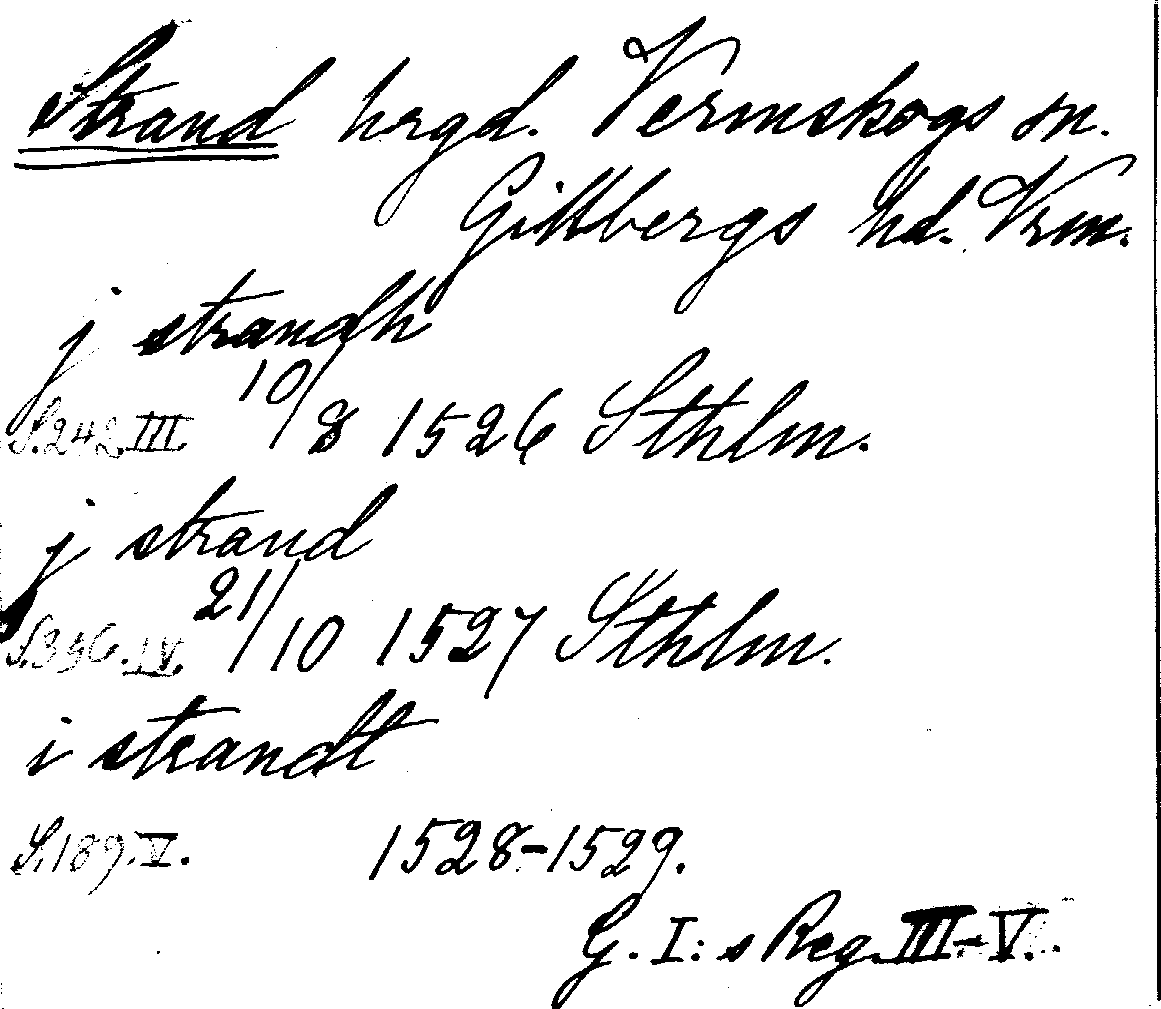 Strand hrgd. Vermskogs sn.
Gillbergs hd. Vrm.
j strandh
S. 242. III. 10/8 1526 Sthlm.
j strand
S. 356. IV. 21/10 1527 Sthlm.
i strandt
S. 189. V. 1528-1529.
G. I: s Reg. III-V.